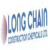 LONG CHAIN
CONSTRUCTION CHEMICALS LTD.